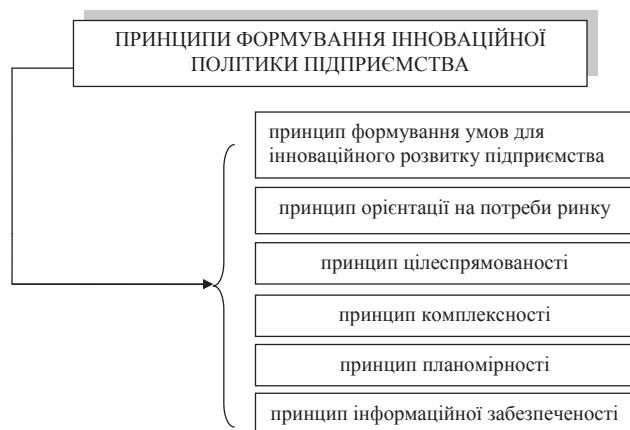 ПРИНЦИПИ ФОРМУВАННЯ ІННОВАЦІЙНОЇ
ПОЛІТИКИ ПІДПРИЄМСТВА
принцип формування умов для
інноваційного розвитку підприємства
принцип орієнтації на потреби ринку
принцип цілеспрямованості
принцип комплексності
принцип планомірності
принцип інформаційної забезпеченості